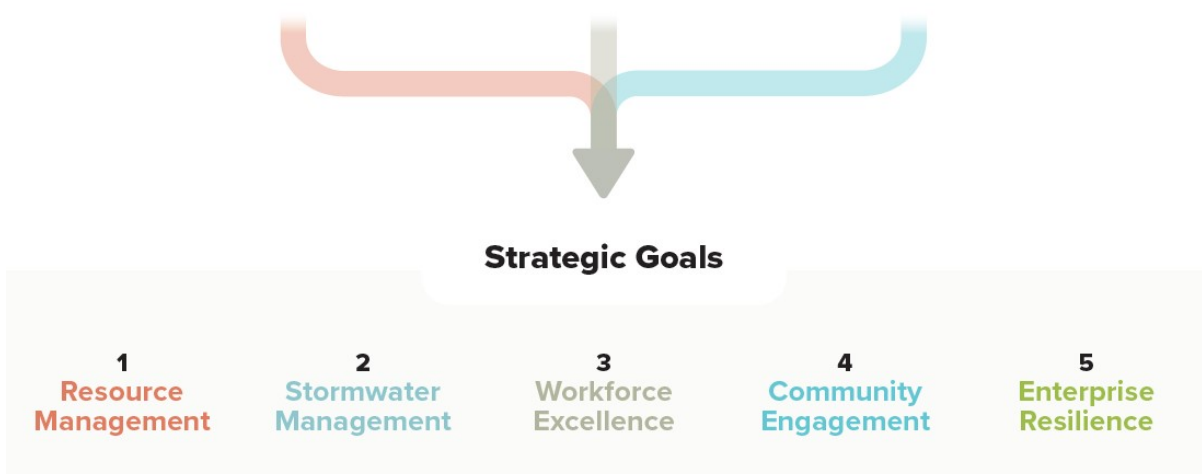 Strategic Goals
1
Resource
Management
2
Stormwater
Management
3
Workforce
Excellence
4
Community
Engagement
5
Enterprise
Resilience